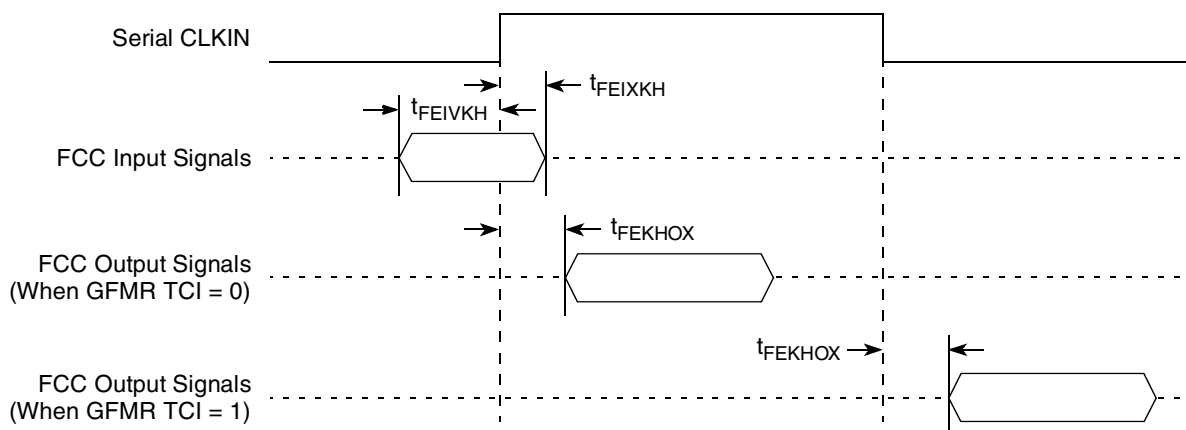 Serial CLKIN
tFEIXKH
tFEIVKH
FCC Input Signals
tFEKHOX
FCC Output Signals
(When GFMR TCI = 0)
tFEKHOX
FCC Output Signals
(When GFMR TCI = 1)